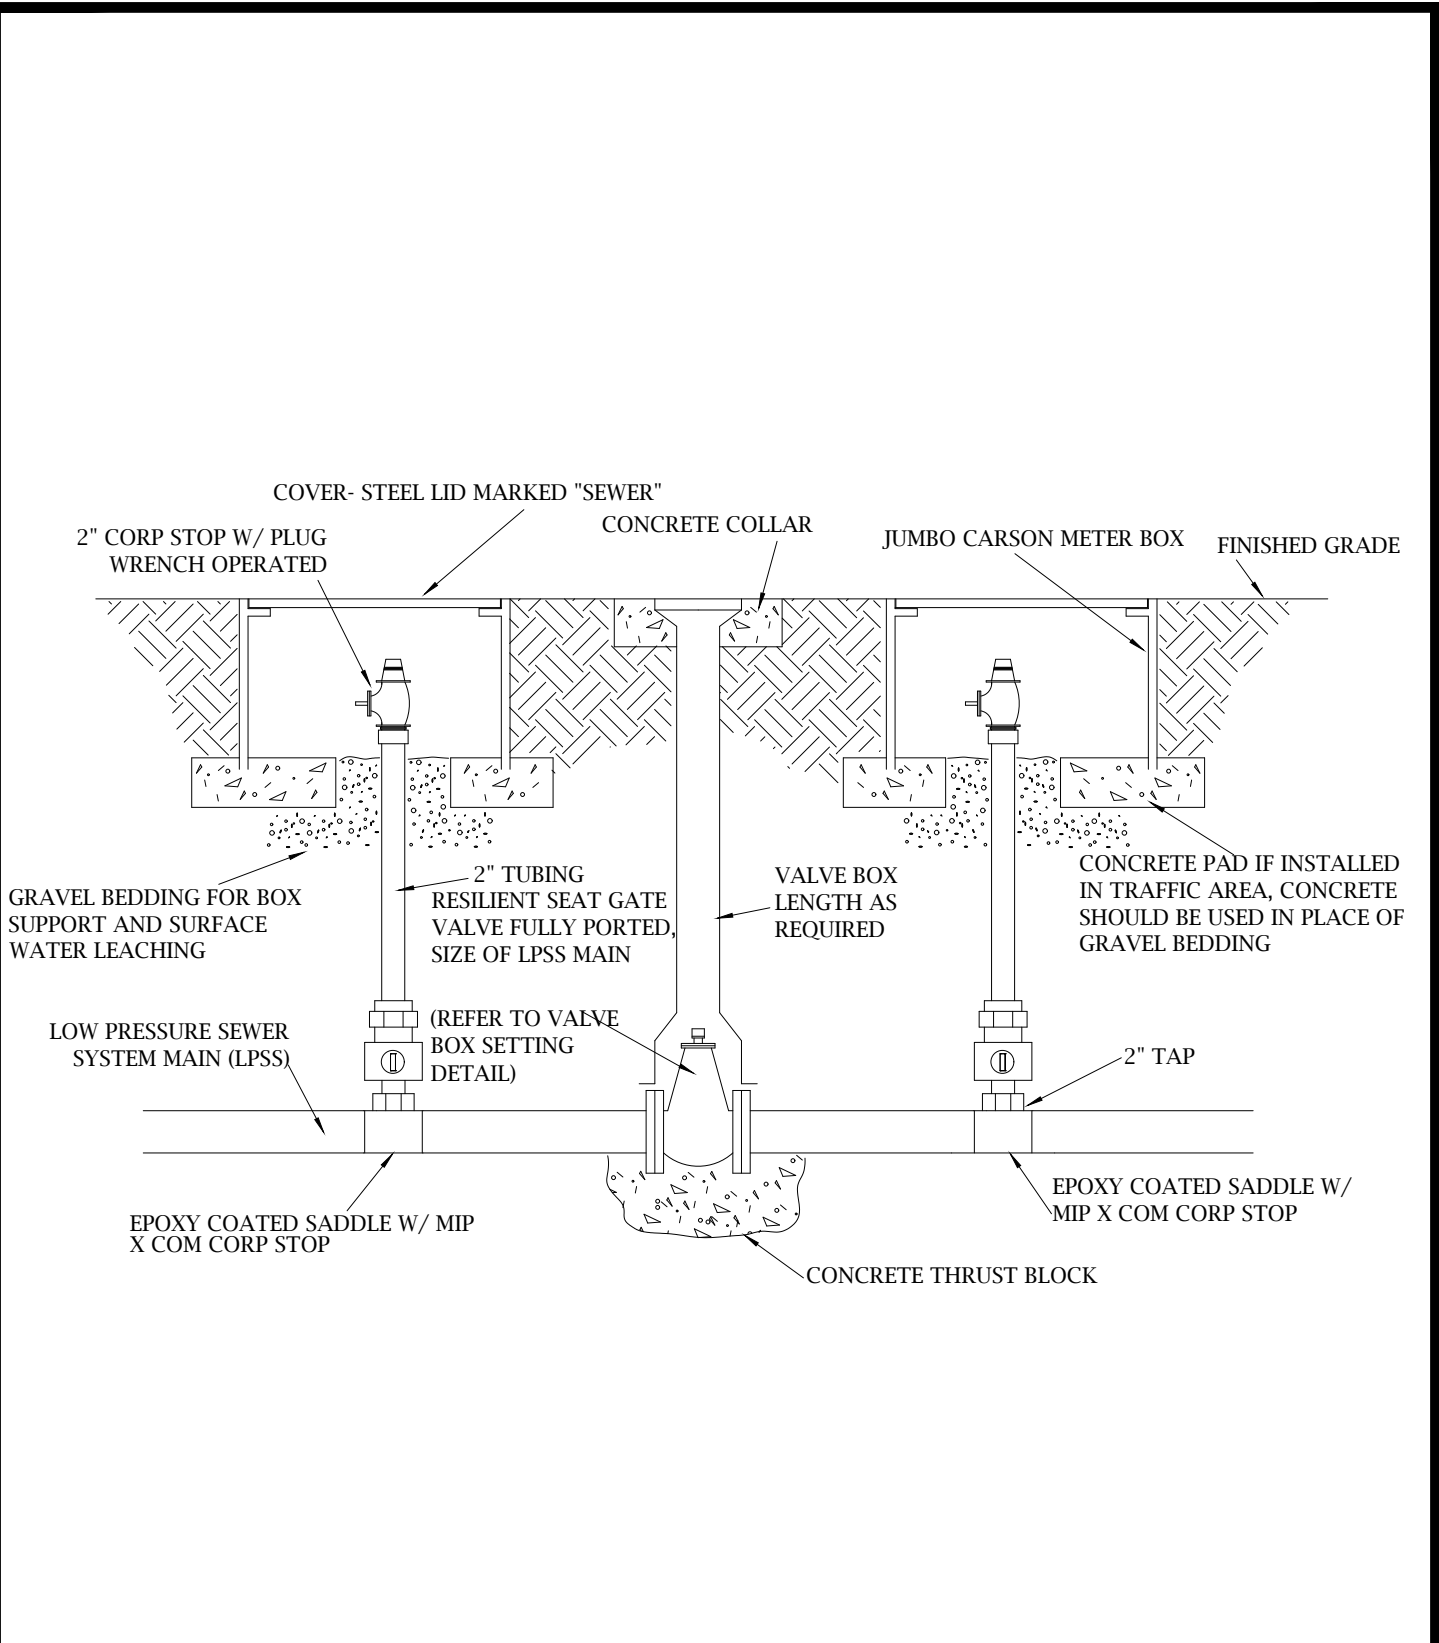 COVER- STEEL LID MARKED "SEWER"
2" CORP STOP W/ PLUG
WRENCH OPERATED
CONCRETE COLLAR
JUMBO CARSON METER BOX
FINISHED GRADE
GRAVEL BEDDING FOR BOX
SUPPORT AND SURFACE
WATER LEACHING
2" TUBING
RESILIENT SEAT GATE
VALVE FULLY PORTED,
SIZE OF LPSS MAIN
(REFER TO VALVE
BOX SETTING
DETAIL)
VALVE BOX
LENGTH AS
REQUIRED
CONCRETE PAD IF INSTALLED
IN TRAFFIC AREA, CONCRETE
SHOULD BE USED IN PLACE OF
GRAVEL BEDDING
LOW PRESSURE SEWER
SYSTEM MAIN (LPSS)
2" TAP
EPOXY COATED SADDLE W/ MIP
X COM CORP STOP
EPOXY COATED SADDLE W/
MIP X COM CORP STOP
CONCRETE THRUST BLOCK